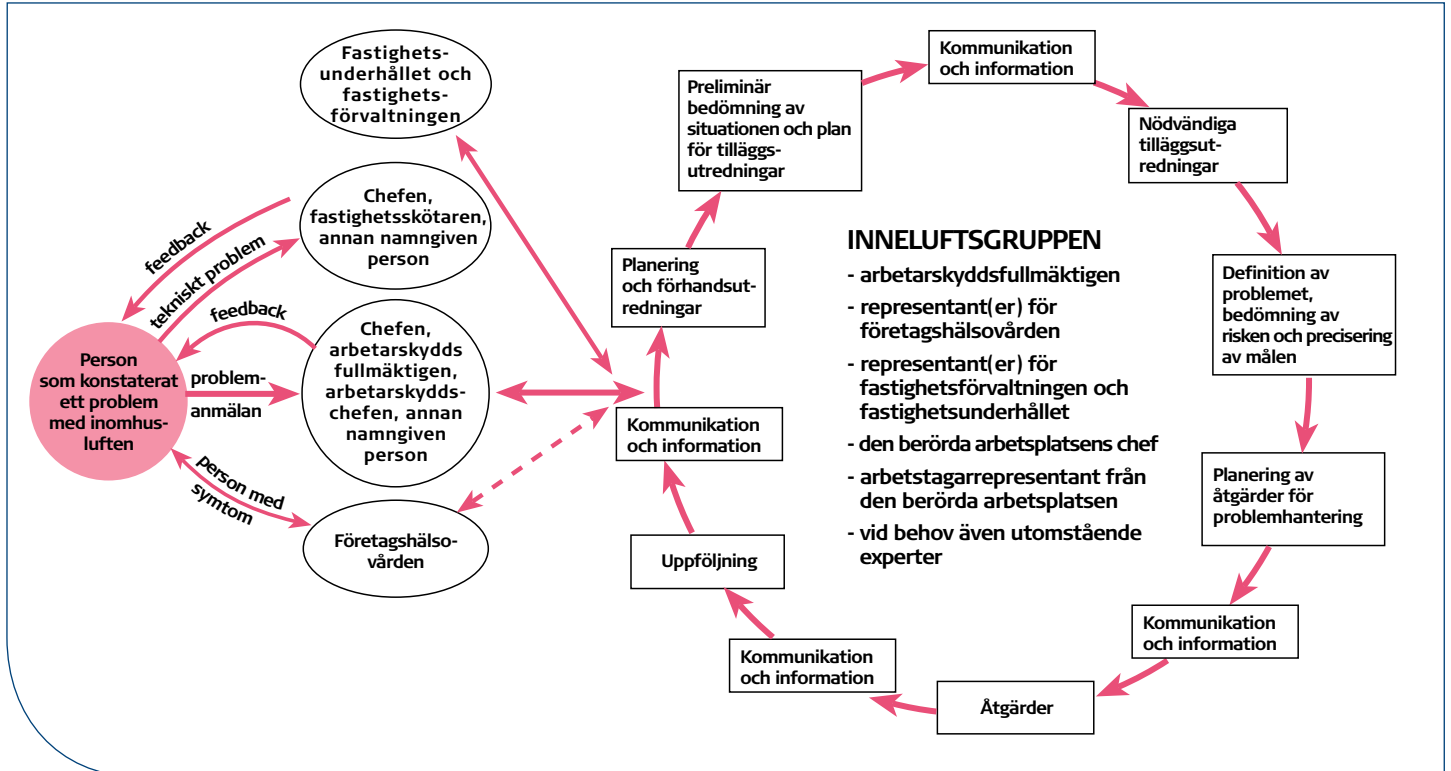 Fastighets-
underhållet och
fastighets-
förvaltningen
Chefen,
fastighetsskötaren,
annan namngiven
person
feedback
tekniskt problem
feedback
Chefen,
arbetarskydds
fullmäktigen,
arbetarskydds-
chefen, annan
namngiven
person
Person
som konstaterat
ett problem
med inomhus-
luften
problem-
anmälan
person med
symtom
Företagshälso-
vården
Kommunikation
och information
Planering
och förhandsut-
redningar
Preliminär
bedömning av
situationen och plan
för tilläggs-
utredningar
Kommunikation
och information
Nödvändiga
tilläggsut-
redningar
Definition av
problemet,
bedömning av
risken och precisering
av målen
Planering av
åtgärder för
problemhantering
Kommunikation
och information
Åtgärder
Kommunikation
och information
Uppföljning
INNELUFTSGRUPPEN
- arbetarskyddsfullmäktigen
- representant(er) för
företagshälsovården
- representant(er) för
fastighetsförvaltningen och
fastighetsunderhållet
- den berörda arbetsplatsens chef
- arbetstagarrepresentant från
den berörda arbetsplatsen
- vid behov även utomstående
experter